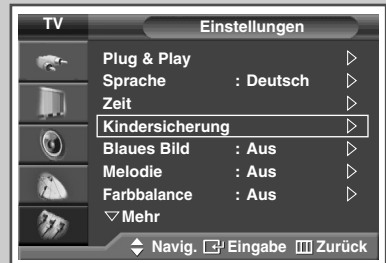 TV Einstellungen
Plug & Play
Sprache : Deutsch
Zeit
Kindersicherung
Blaues Bild : Aus
Melodie : Aus
Farbbalance : Aus
Mehr
Navig. Eingabe Zurück